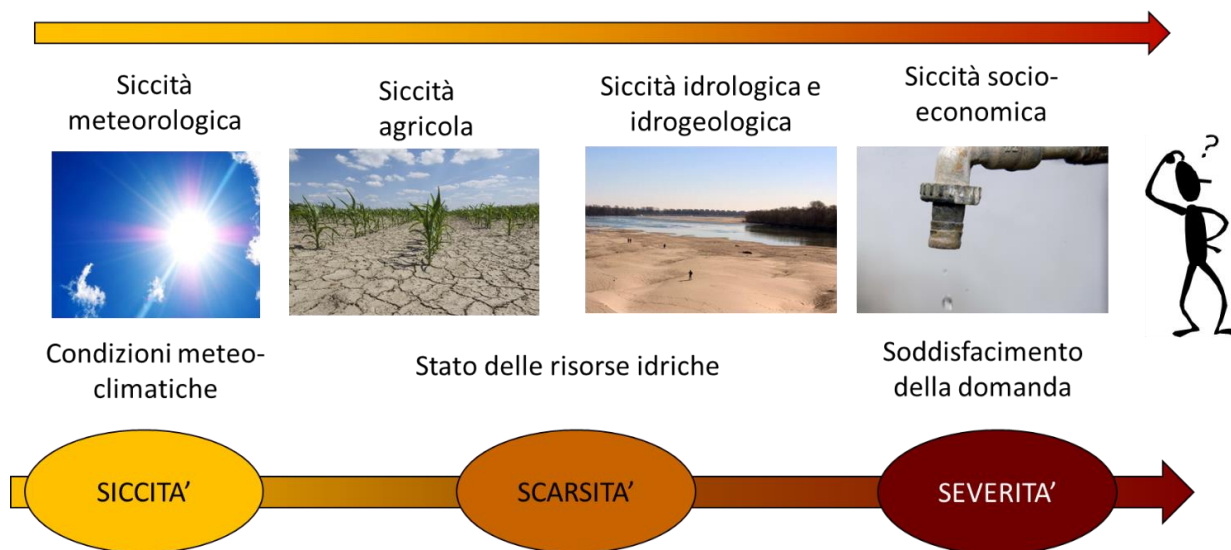 Siccità
meteorologica
Siccità
agricola
Siccità idrologica e
idrogeologica
Siccità socio-
economica
?
Condizioni meteo-
climatiche
Stato delle risorse idriche
Soddisfacimento
della domanda
SICCITA’
SCARSITA’
SEVERITA’